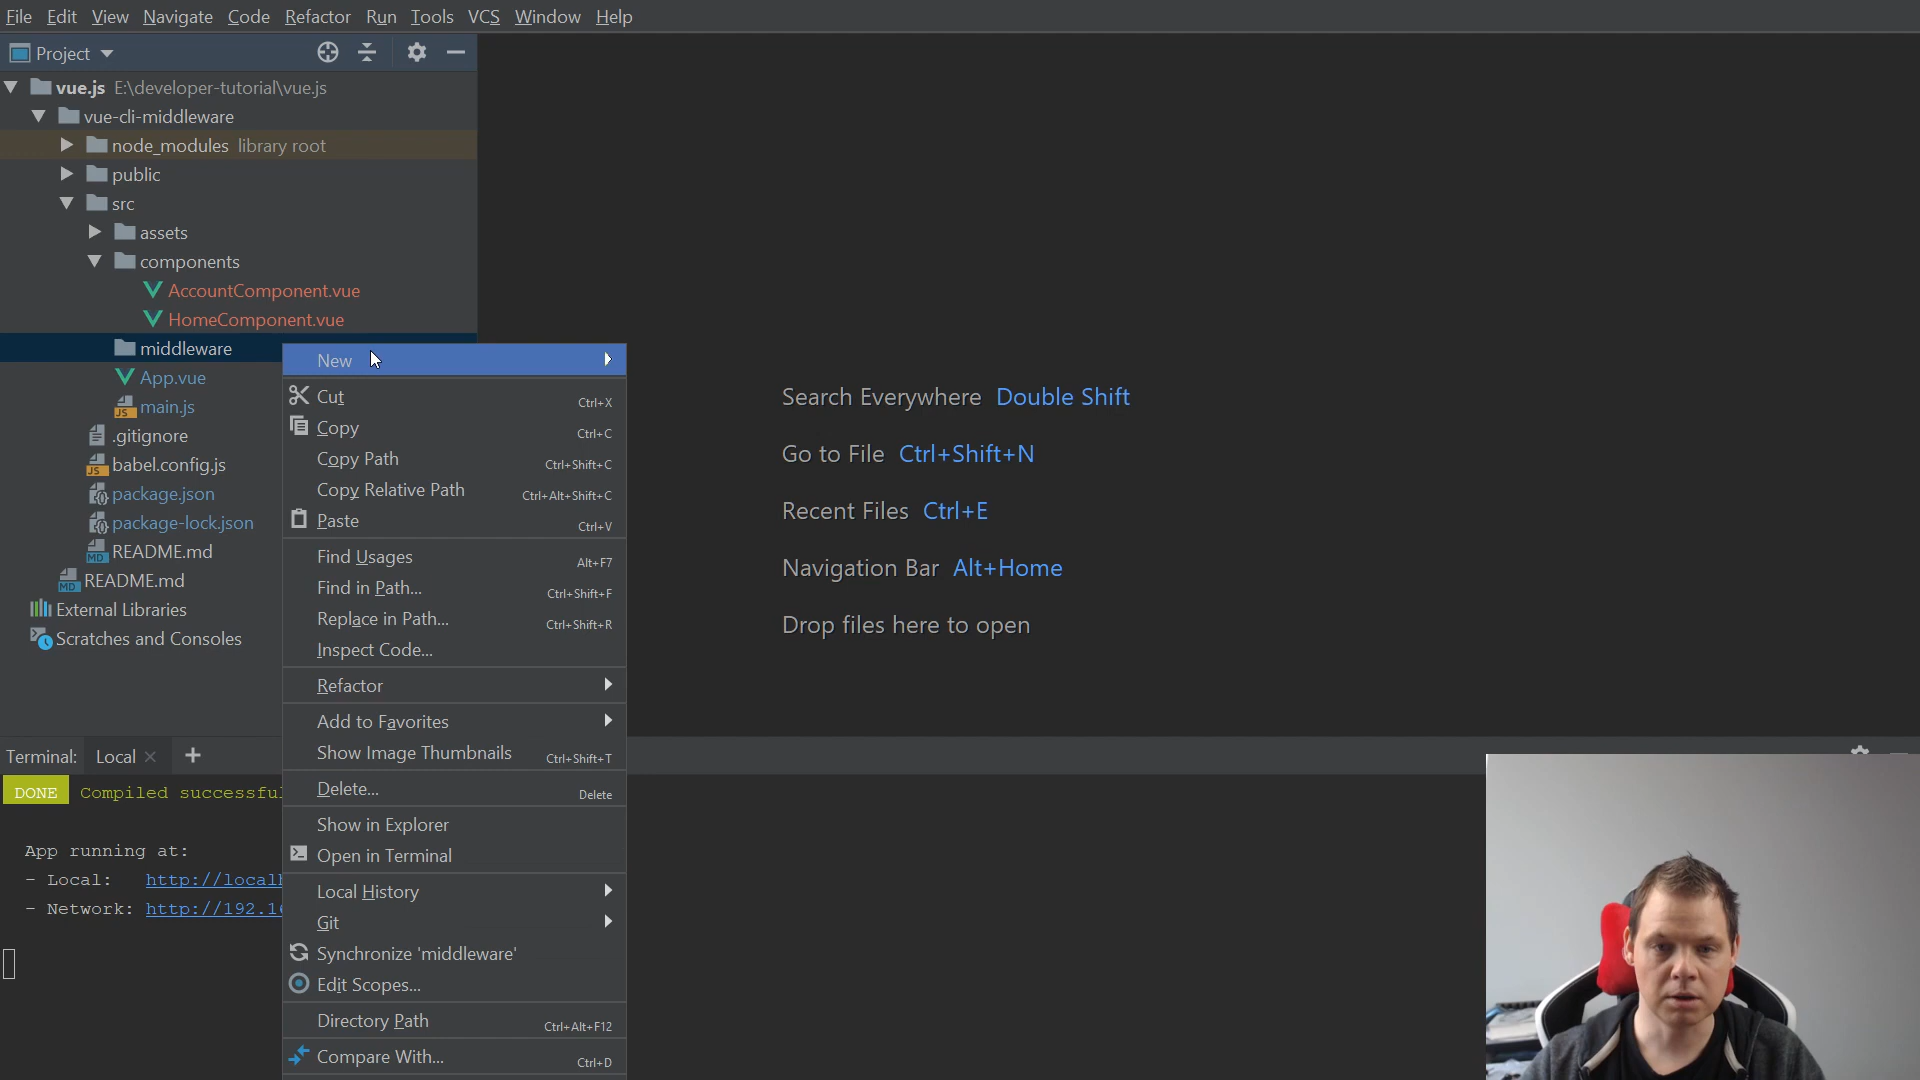 File Edit View Navigate Code Refactor Run Tools VCS Window Help
Project
vue.js E:\developer-tutorial\vue.js
vue-cli-middleware
node_modules library root
public
src
assets
components
AccountComponent.vue
HomeComponent.vue
middleware
App.vue
main.js
.gitignore
babel.config.js
package.json
package-lock.json
README.md
README.md
External Libraries
Scratches and Consoles
New
Cut Ctrl+X
Copy Ctrl+C
Copy Path Ctrl+Shift+C
Copy Relative Path Ctrl+Alt+Shift+C
Paste Ctrl+V
Find Usages Alt+F7
Find in Path... Ctrl+Shift+F
Replace in Path... Ctrl+Shift+R
Inspect Code...
Refactor
Add to Favorites
Show Image Thumbnails Ctrl+Shift+T
Delete... Delete
Show in Explorer
Open in Terminal
Local History
Git
Synchronize 'middleware'
Edit Scopes...
Directory Path Ctrl+Alt+F12
Compare With... Ctrl+D
Search Everywhere Double Shift
Go to File Ctrl+Shift+N
Recent Files Ctrl+E
Navigation Bar Alt+Home
Drop files here to open
Terminal: Local
DONE Compiled successful
App running at:
- Local: http://local
- Network: http://192.1